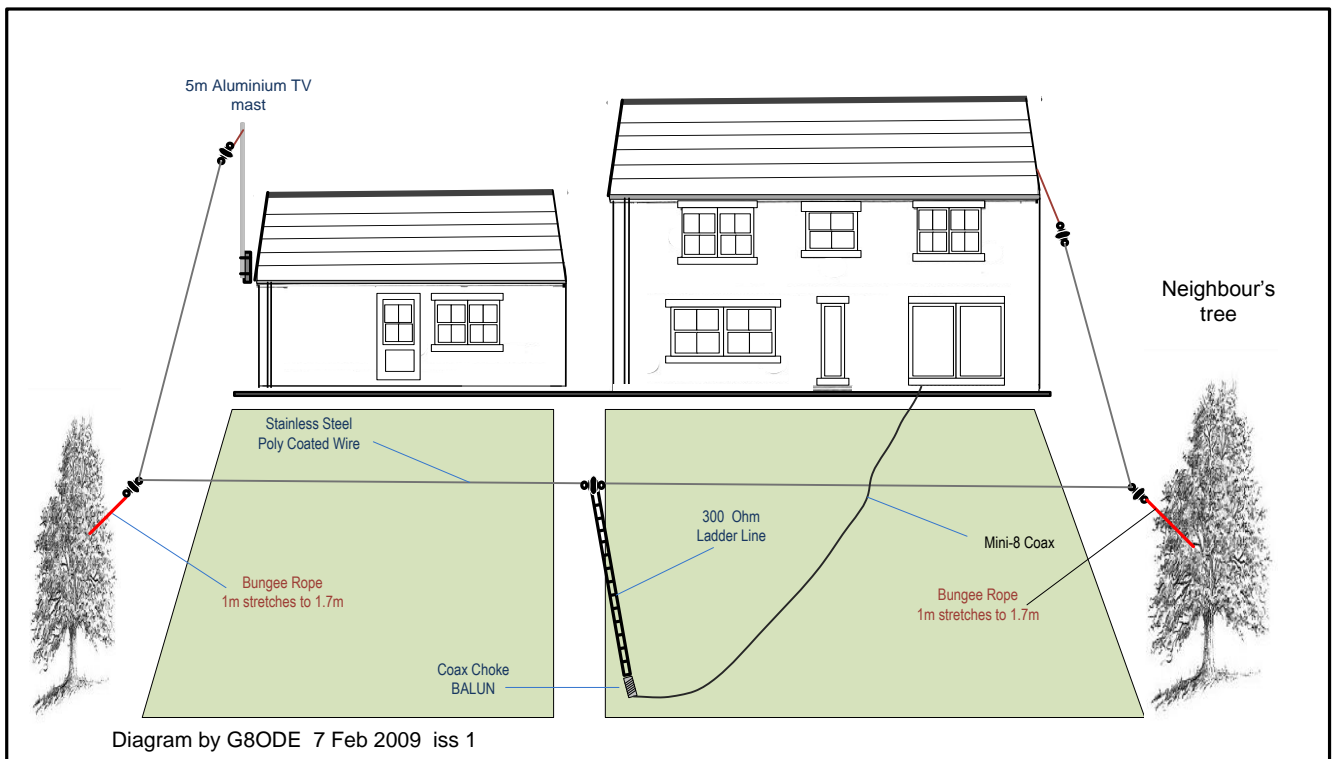 5m Aluminium TV
mast
Neighbour's
tree
Stainless Steel
Poly Coated Wire
300  Ohm
Ladder Line
Mini-8 Coax
Bungee Rope
1m stretches to 1.7m
Bungee Rope
1m stretches to 1.7m
Coax Choke
BALUN
Diagram by G8ODE  7 Feb 2009  iss 1